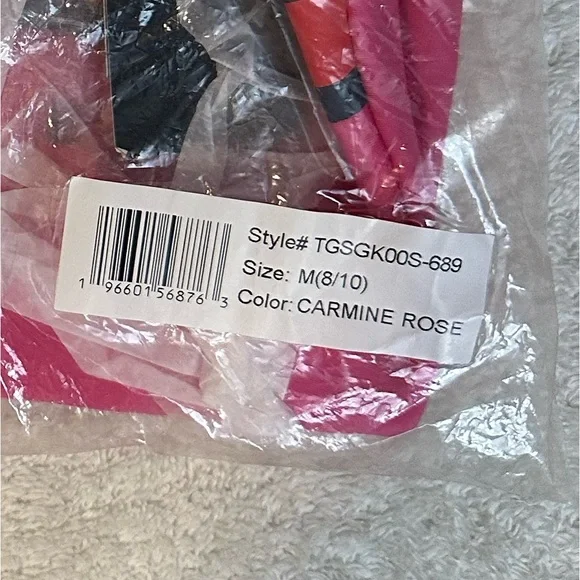 Style# TGSGK00S-689
Size: M(8/10)
Color: CARMINE ROSE
1 96601 56876 3